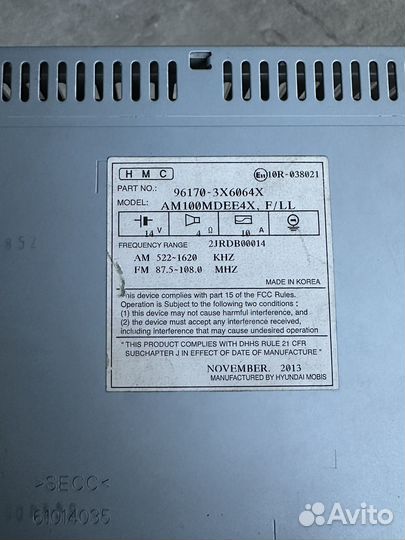 H M C
E11 10R-038021
PART NO.: 96170-3X6064X
MODEL: AM100MDEE4X, F/LL
14 V 4 Ω 10 A
FREQUENCY RANGE 2JRDB00014
AM 522~1620 KHZ
FM 87.5~108.0 MHZ
MADE IN KOREA
This device complies with part 15 of the FCC Rules.
Operation is Subject to the following two conditions :
(1) this device may not cause harmful interference, and
(2) the device must accept any interference received,
including interference that may cause undesired operation
" THIS PRODUCT COMPLIES WITH DHHS RULE 21 CFR
SUBCHAPTER J IN EFFECT OF DATE OF MANUFACTURE "
NOVEMBER. 2013
MANUFACTURED BY HYUNDAI MOBIS
852
>SECC<
61014035
Avito